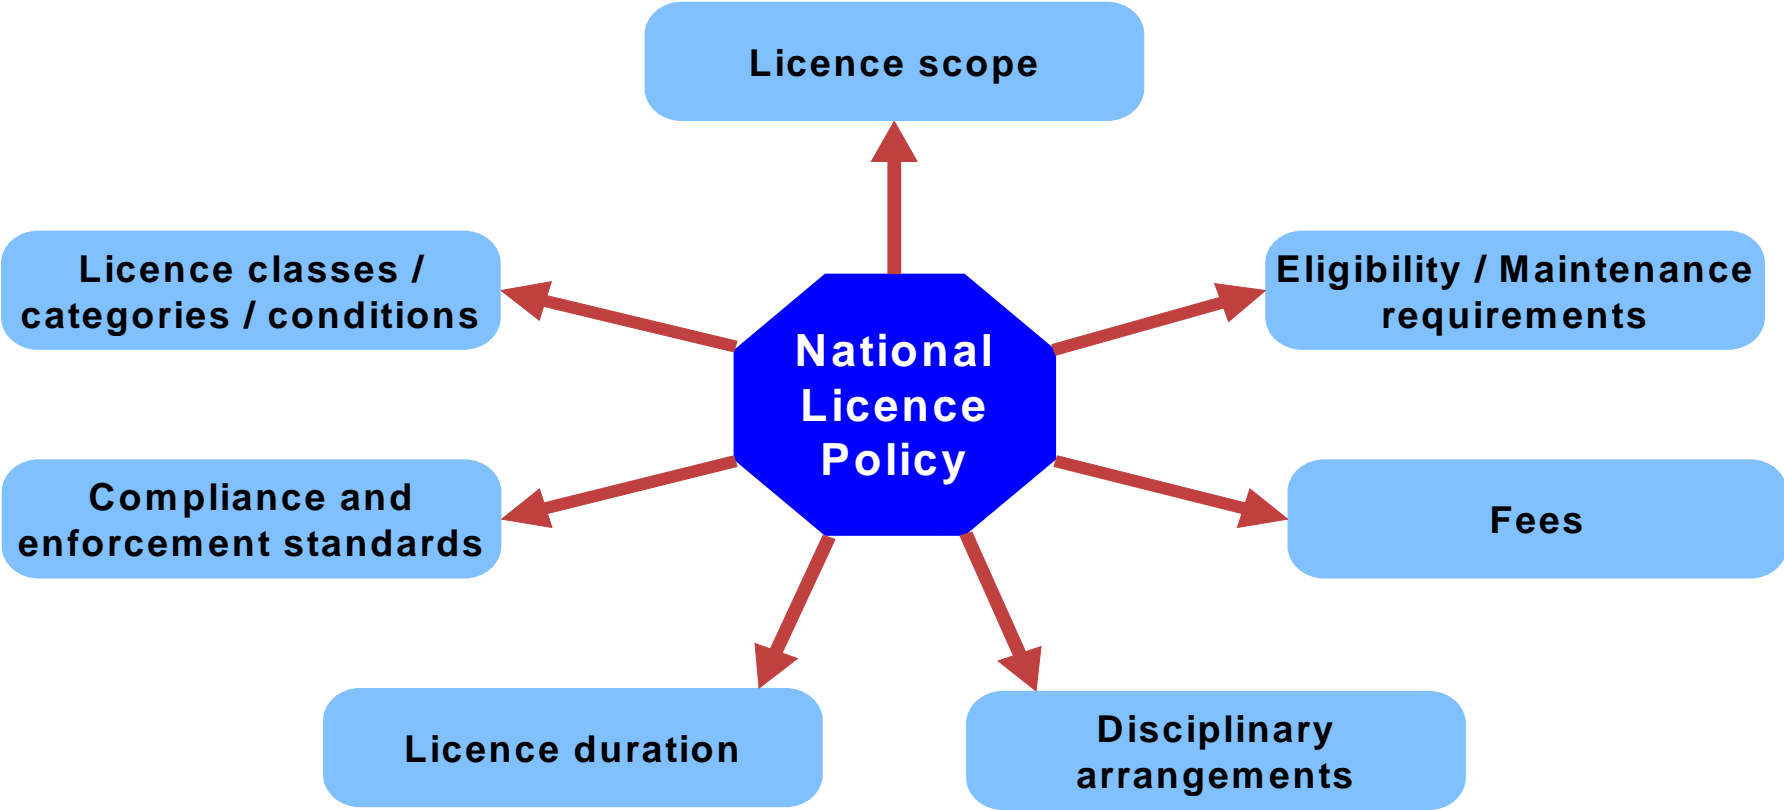 Licence scope
Licence classes /
categories / conditions
Eligibility / Maintenance
requirements
National
Licence
Policy
Compliance and
enforcement standards
Fees
Licence duration
Disciplinary
arrangements